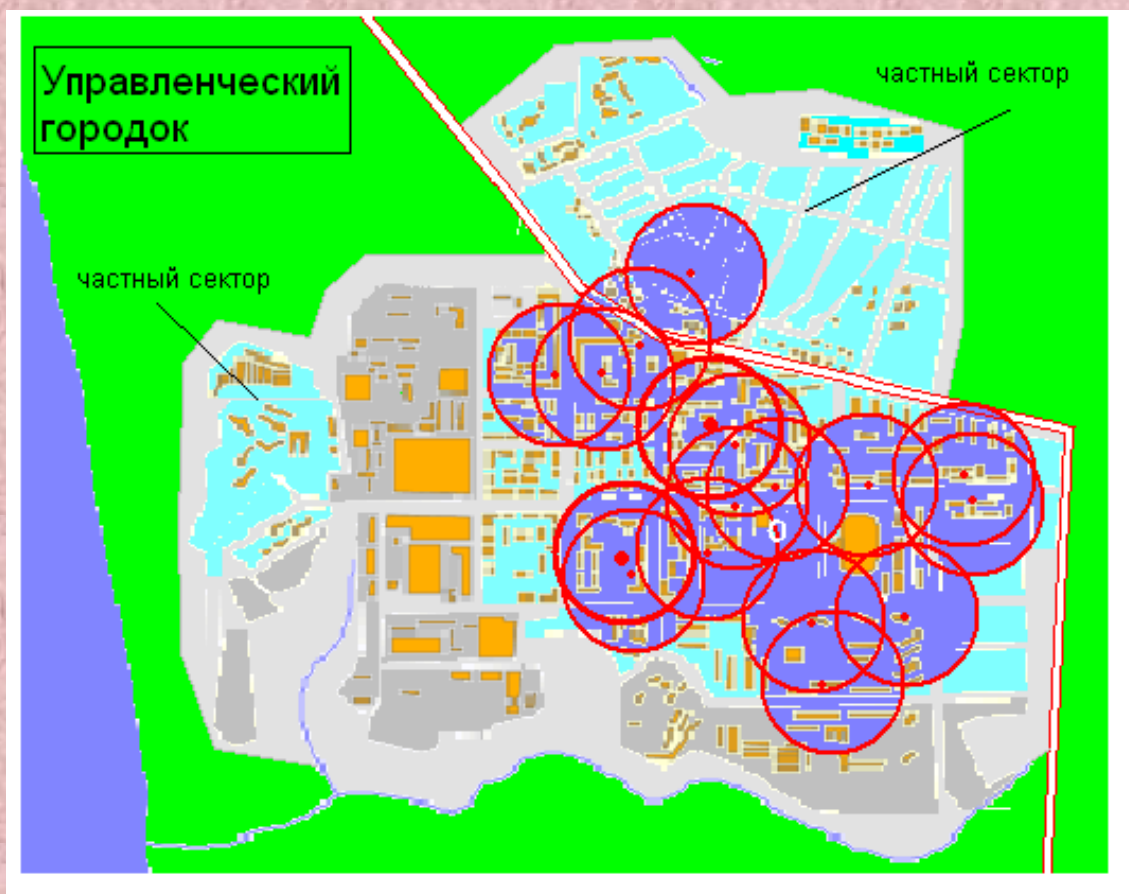 Управленческий
городок
частный сектор
частный сектор